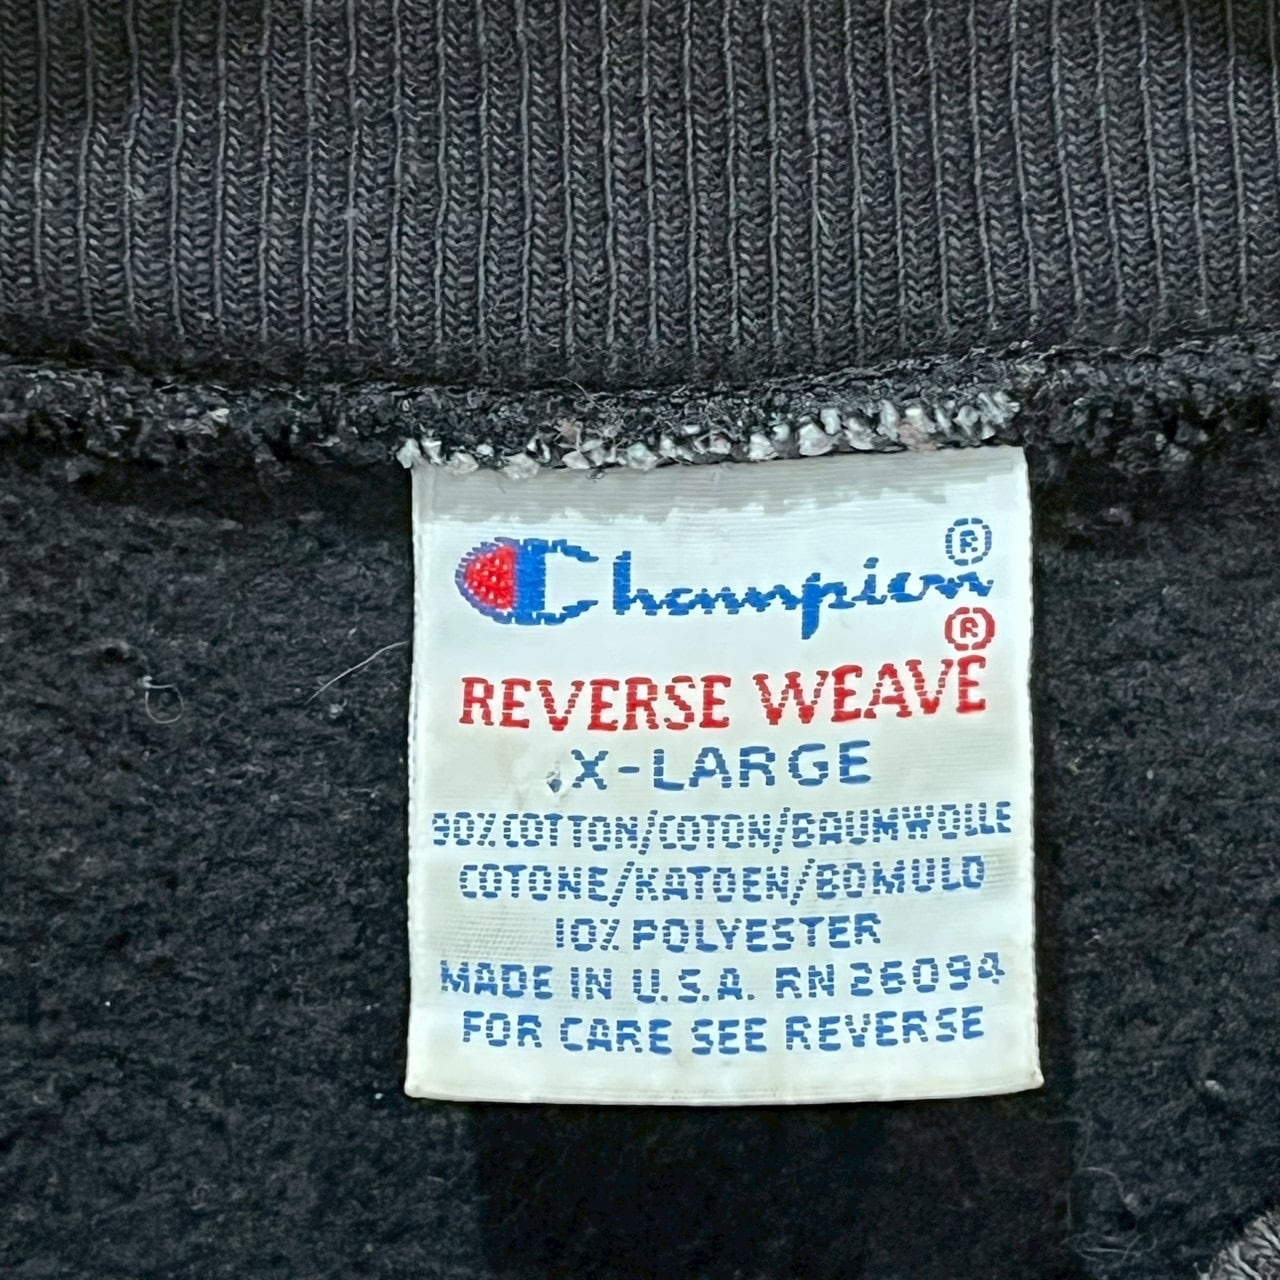 Champion®
REVERSE WEAVE®
X-LARGE
90% COTTON/COTON/BAUMWOLLE
COTONE/KATOEN/BOMULD
10% POLYESTER
MADE IN U.S.A. RN 26094
FOR CARE SEE REVERSE